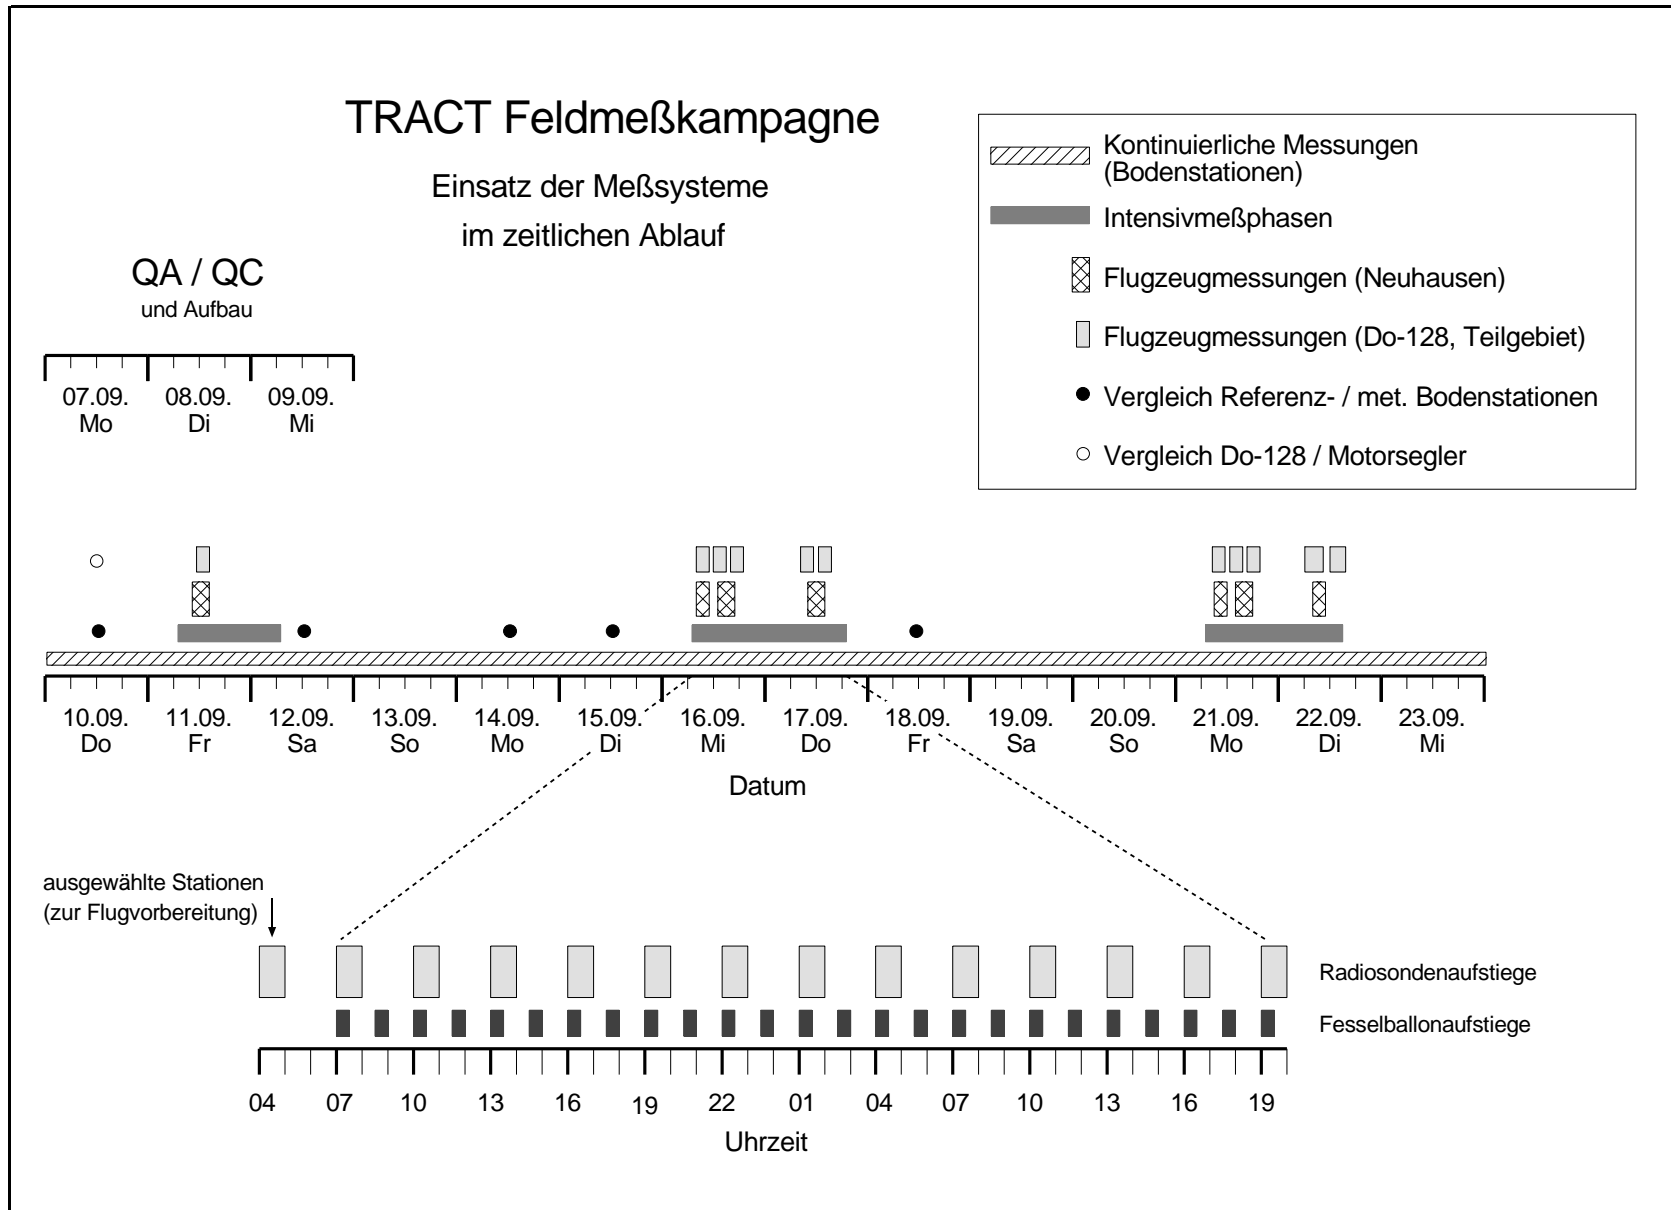 TRACT Feldmeßkampagne
Einsatz der Meßsysteme
im zeitlichen Ablauf
Kontinuierliche Messungen
(Bodenstationen)
Intensivmeßphasen
Flugzeugmessungen (Neuhausen)
Flugzeugmessungen (Do-128, Teilgebiet)
Vergleich Referenz- / met. Bodenstationen
Vergleich Do-128 / Motorsegler
QA / QC
und Aufbau
07.09. 08.09. 09.09.
Mo Di Mi
10.09. 11.09. 12.09. 13.09. 14.09. 15.09. 16.09. 17.09. 18.09. 19.09. 20.09. 21.09. 22.09. 23.09.
Do Fr Sa So Mo Di Mi Do Fr Sa So Mo Di Mi
Datum
ausgewählte Stationen
(zur Flugvorbereitung)
Radiosondenaufstiege
Fesselballonaufstiege
04 07 10 13 16 19 22 01 04 07 10 13 16 19
Uhrzeit